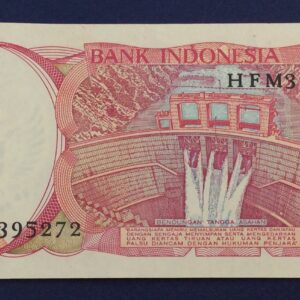 BANK INDONESIA
HFM3
395272
BENDUNGAN TANGGA ASAHAN
BARANGSIAPA MENIRU MEMALSUKAN UANG KERTAS DAN/ATAU
DENGAN SENGAJA MENYIMPAN SERTA MENGEDARKAN
UANG KERTAS TIRUAN ATAU UANG KERTAS
PALSU DIANCAM DENGAN HUKUMAN PENJARA